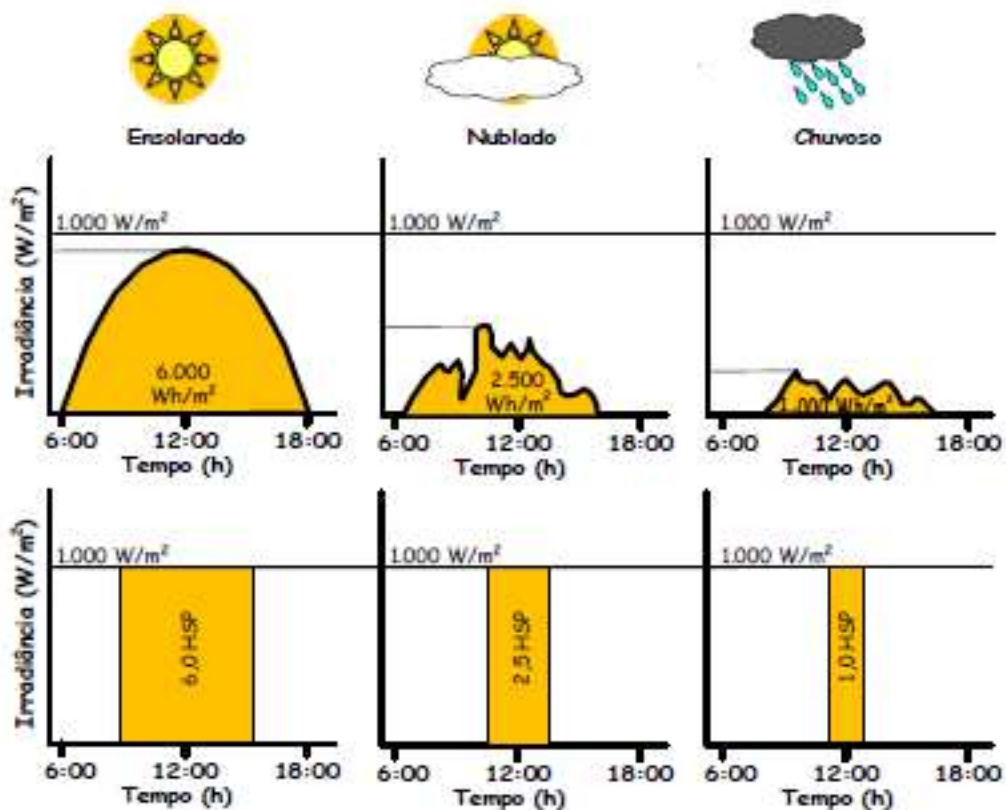 Ensolarado
Nublado
Chuvoso
Irradiância (W/m²)
1.000 W/m²
6.000
Wh/m²
6:00 12:00 18:00
Tempo (h)
1.000 W/m²
2.500
Wh/m²
6:00 12:00 18:00
Tempo (h)
1.000 W/m²
1.000 Wh/m²
6:00 12:00 18:00
Tempo (h)
Irradiância (W/m²)
1.000 W/m²
6,0 HSP
6:00 12:00 18:00
Tempo (h)
1.000 W/m²
2,5 HSP
6:00 12:00 18:00
Tempo (h)
1.000 W/m²
1,0 HSP
6:00 12:00 18:00
Tempo (h)